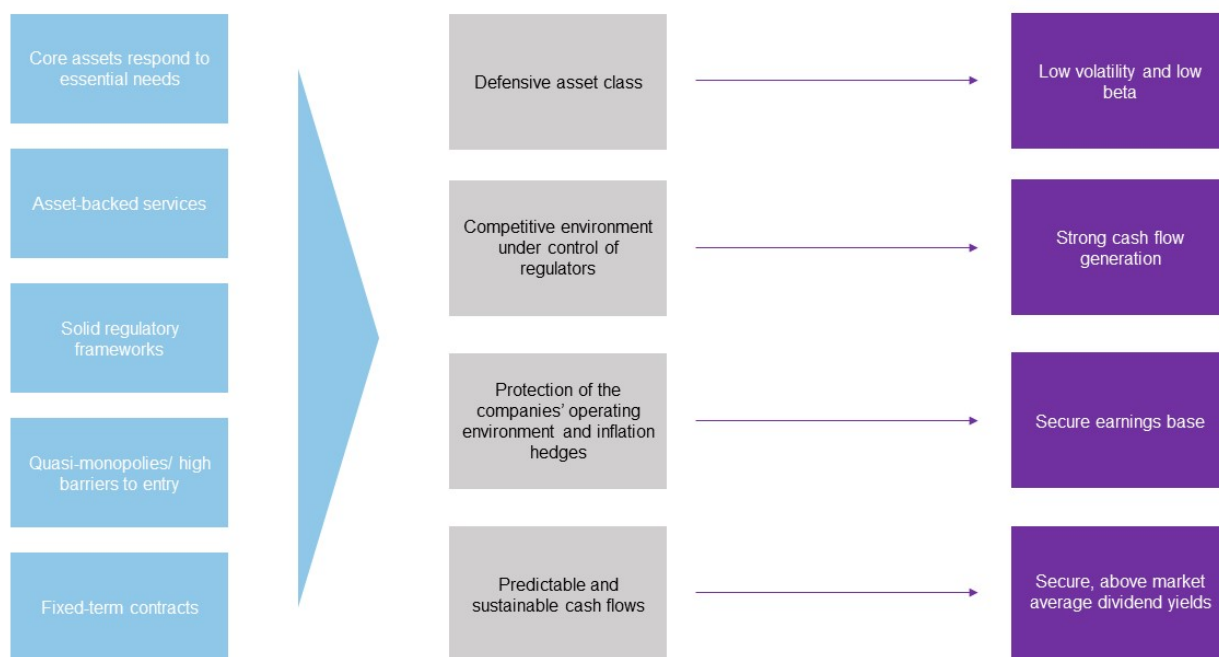 Core assets respond to
essential needs
Asset-backed services
Solid regulatory
frameworks
Quasi-monopolies/ high
barriers to entry
Fixed-term contracts
Defensive asset class
Competitive environment
under control of
regulators
Protection of the
companies’ operating
environment and inflation
hedges
Predictable and
sustainable cash flows
Low volatility and low
beta
Strong cash flow
generation
Secure earnings base
Secure, above market
average dividend yields